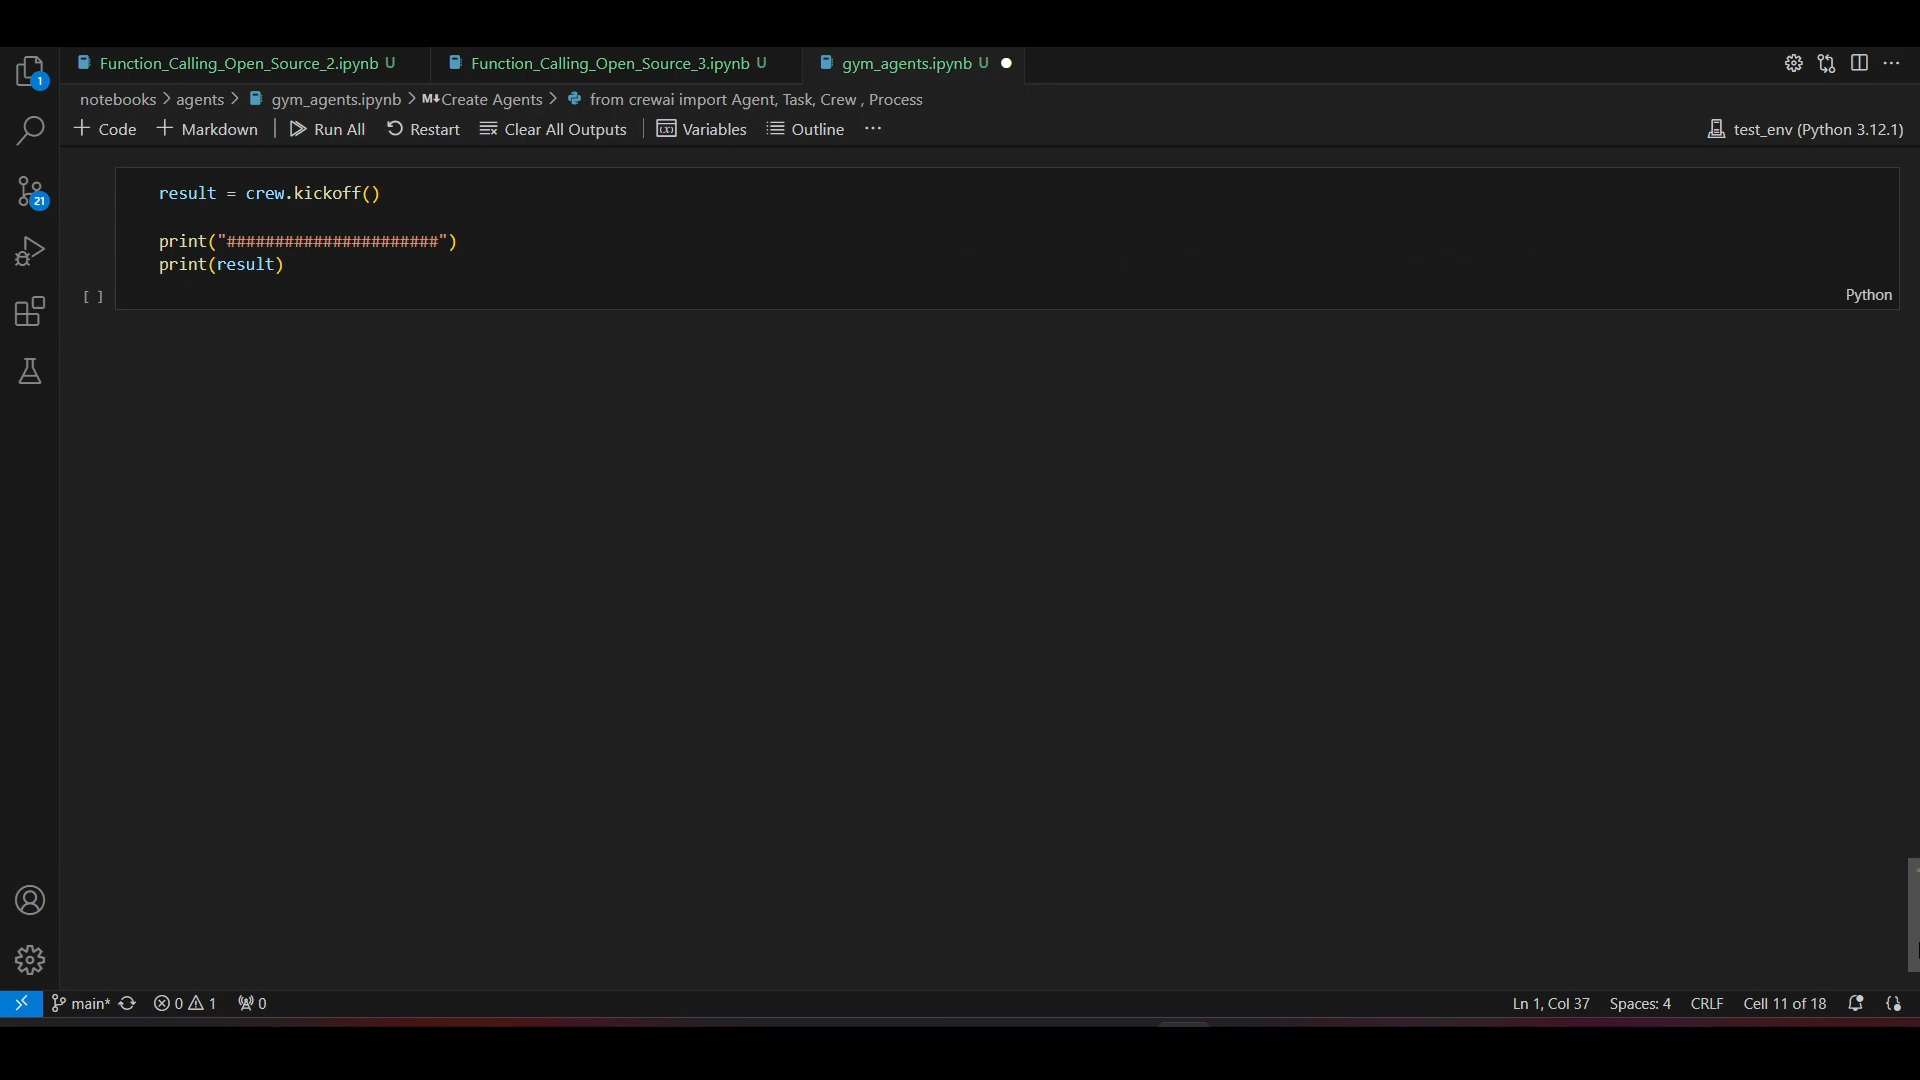 Function_Calling_Open_Source_2.ipynb U Function_Calling_Open_Source_3.ipynb U gym_agents.ipynb U
1
notebooks > agents > gym_agents.ipynb > M↓Create Agents > from crewai import Agent, Task, Crew , Process
+ Code + Markdown | Run All Restart Clear All Outputs | Variables Outline ··· test_env (Python 3.12.1)
result = crew.kickoff()
21
print("######################")
print(result)
[ ] Python
main* 0 1 0 Ln 1, Col 37 Spaces: 4 CRLF Cell 11 of 18